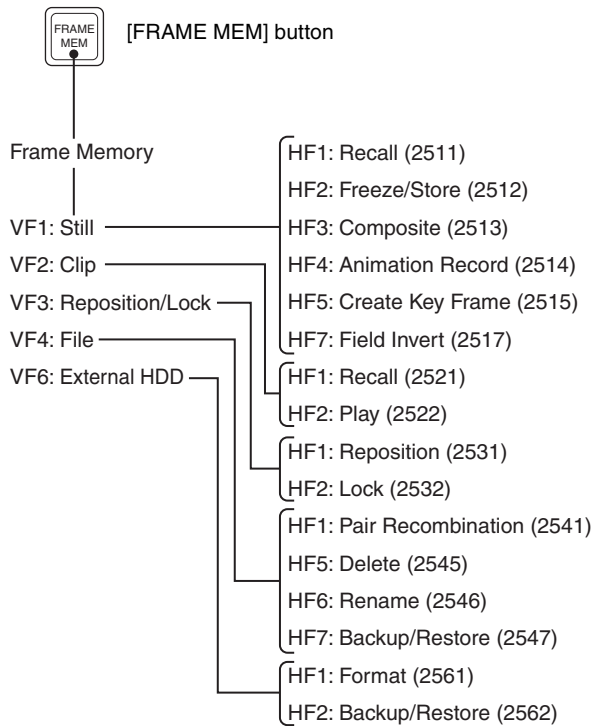 FRAME
MEM
[FRAME MEM] button
Frame Memory
VF1: Still
VF2: Clip
VF3: Reposition/Lock
VF4: File
VF6: External HDD
HF1: Recall (2511)
HF2: Freeze/Store (2512)
HF3: Composite (2513)
HF4: Animation Record (2514)
HF5: Create Key Frame (2515)
HF7: Field Invert (2517)
HF1: Recall (2521)
HF2: Play (2522)
HF1: Reposition (2531)
HF2: Lock (2532)
HF1: Pair Recombination (2541)
HF5: Delete (2545)
HF6: Rename (2546)
HF7: Backup/Restore (2547)
HF1: Format (2561)
HF2: Backup/Restore (2562)